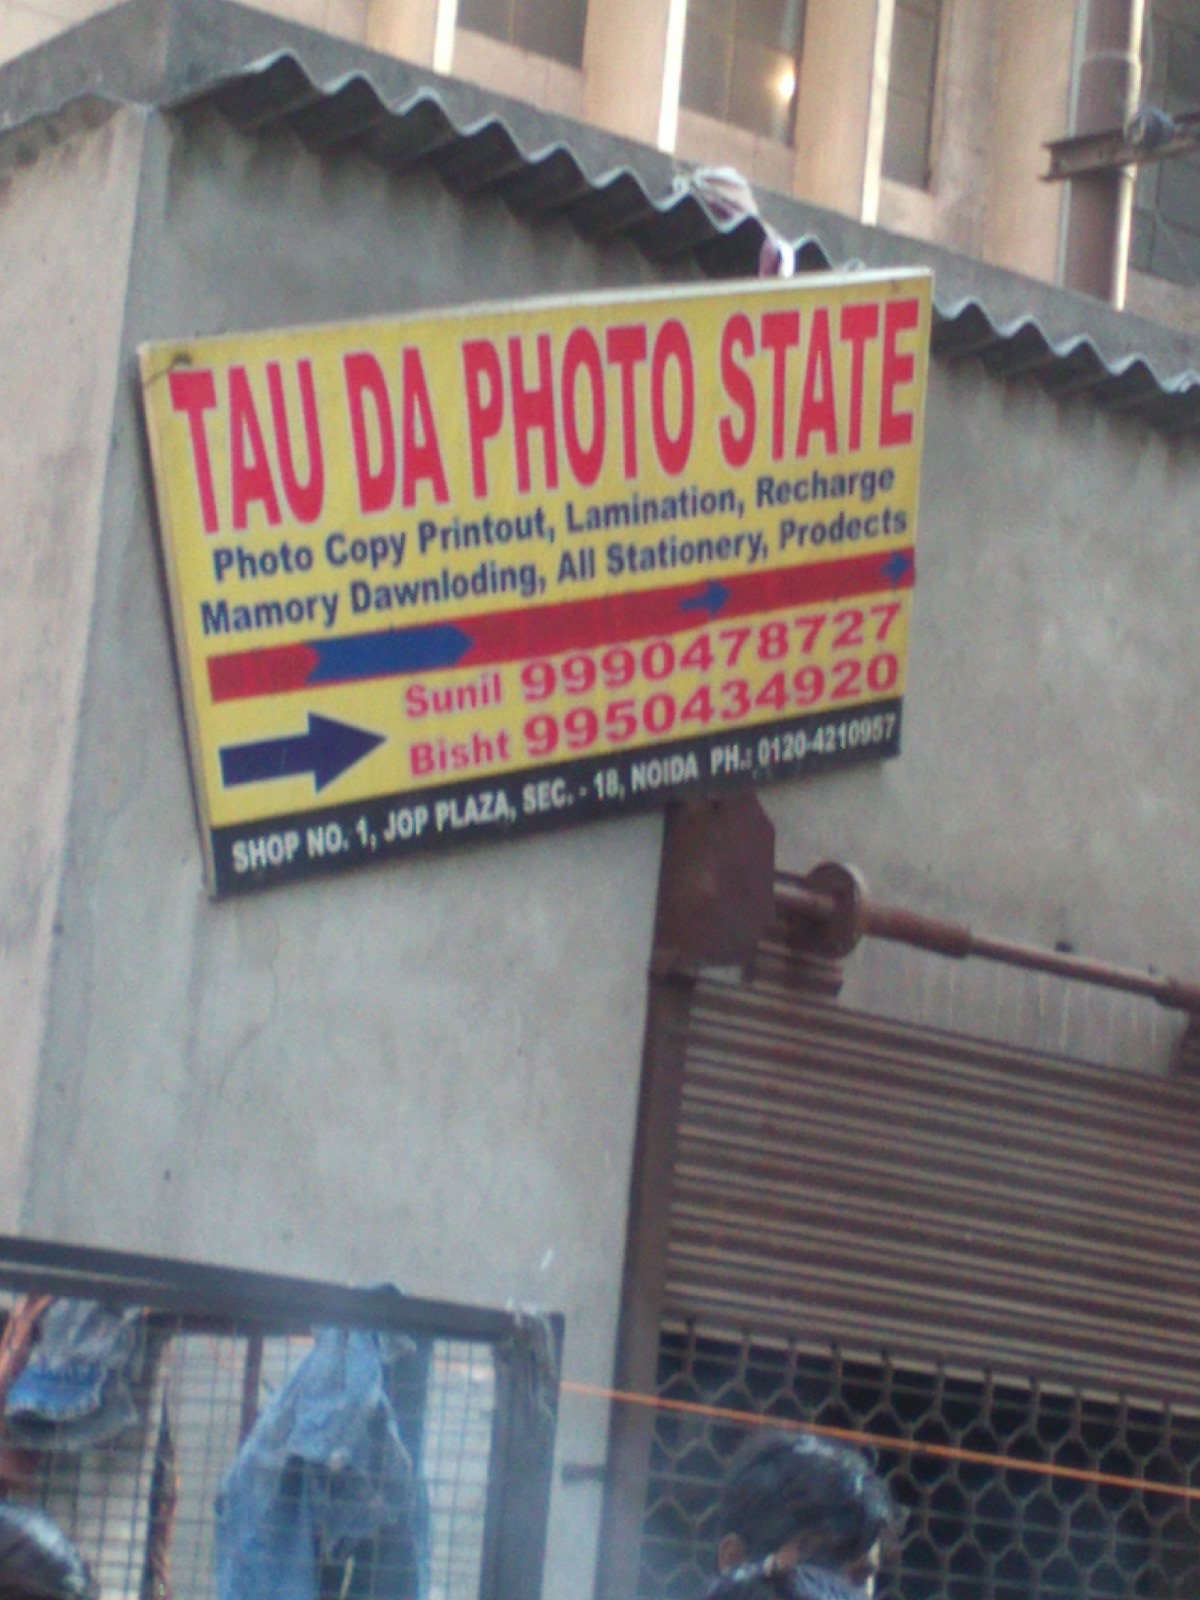 TAU DA PHOTO STATE
Photo Copy Printout, Lamination, Recharge
Mamory Dawnloding, All Stationery, Prodects
Sunil 9990478727
Bisht 9950434920
SHOP NO. 1, JOP PLAZA, SEC. - 18, NOIDA PH.: 0120-4210957